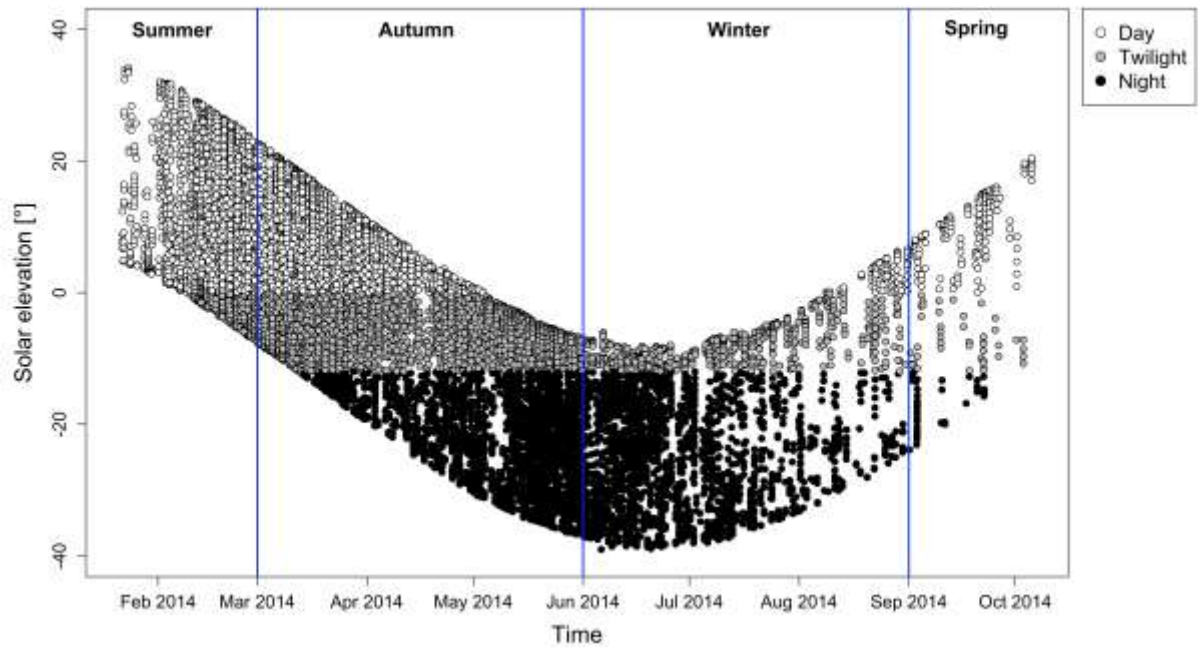 Summer
Autumn
Winter
Spring
Day
Twilight
Night
Solar elevation [°]
40
20
0
-20
-40
Feb 2014
Mar 2014
Apr 2014
May 2014
Jun 2014
Jul 2014
Aug 2014
Sep 2014
Oct 2014
Time